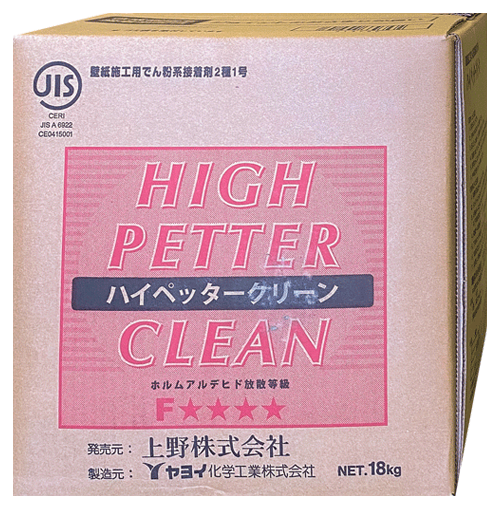 JIS
CERI
JIS A 6922
CE0415001
壁紙施工用でん粉系接着剤2種1号
HIGH
PETTER
ハイペッタークリーン
CLEAN
ホルムアルデヒド放散等級
F★★★★
発売元：上野株式会社
製造元：ヤヨイ化学工業株式会社
NET.18kg